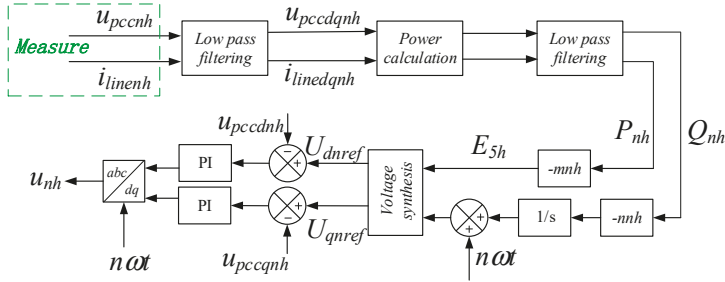 u_pccnh
Measure
i_linenh
Low pass filtering
u_pccdqnh
i_linedqnh
Power calculation
Low pass filtering
P_nh
Q_nh
u_pccdnh
U_dnref
E_5h
-mnh
u_nh
abc
dq
PI
PI
−
+
+
−
Voltage synthesis
U_qnref
+
+
1/s
-nnh
nωt
u_pccqnh
nωt